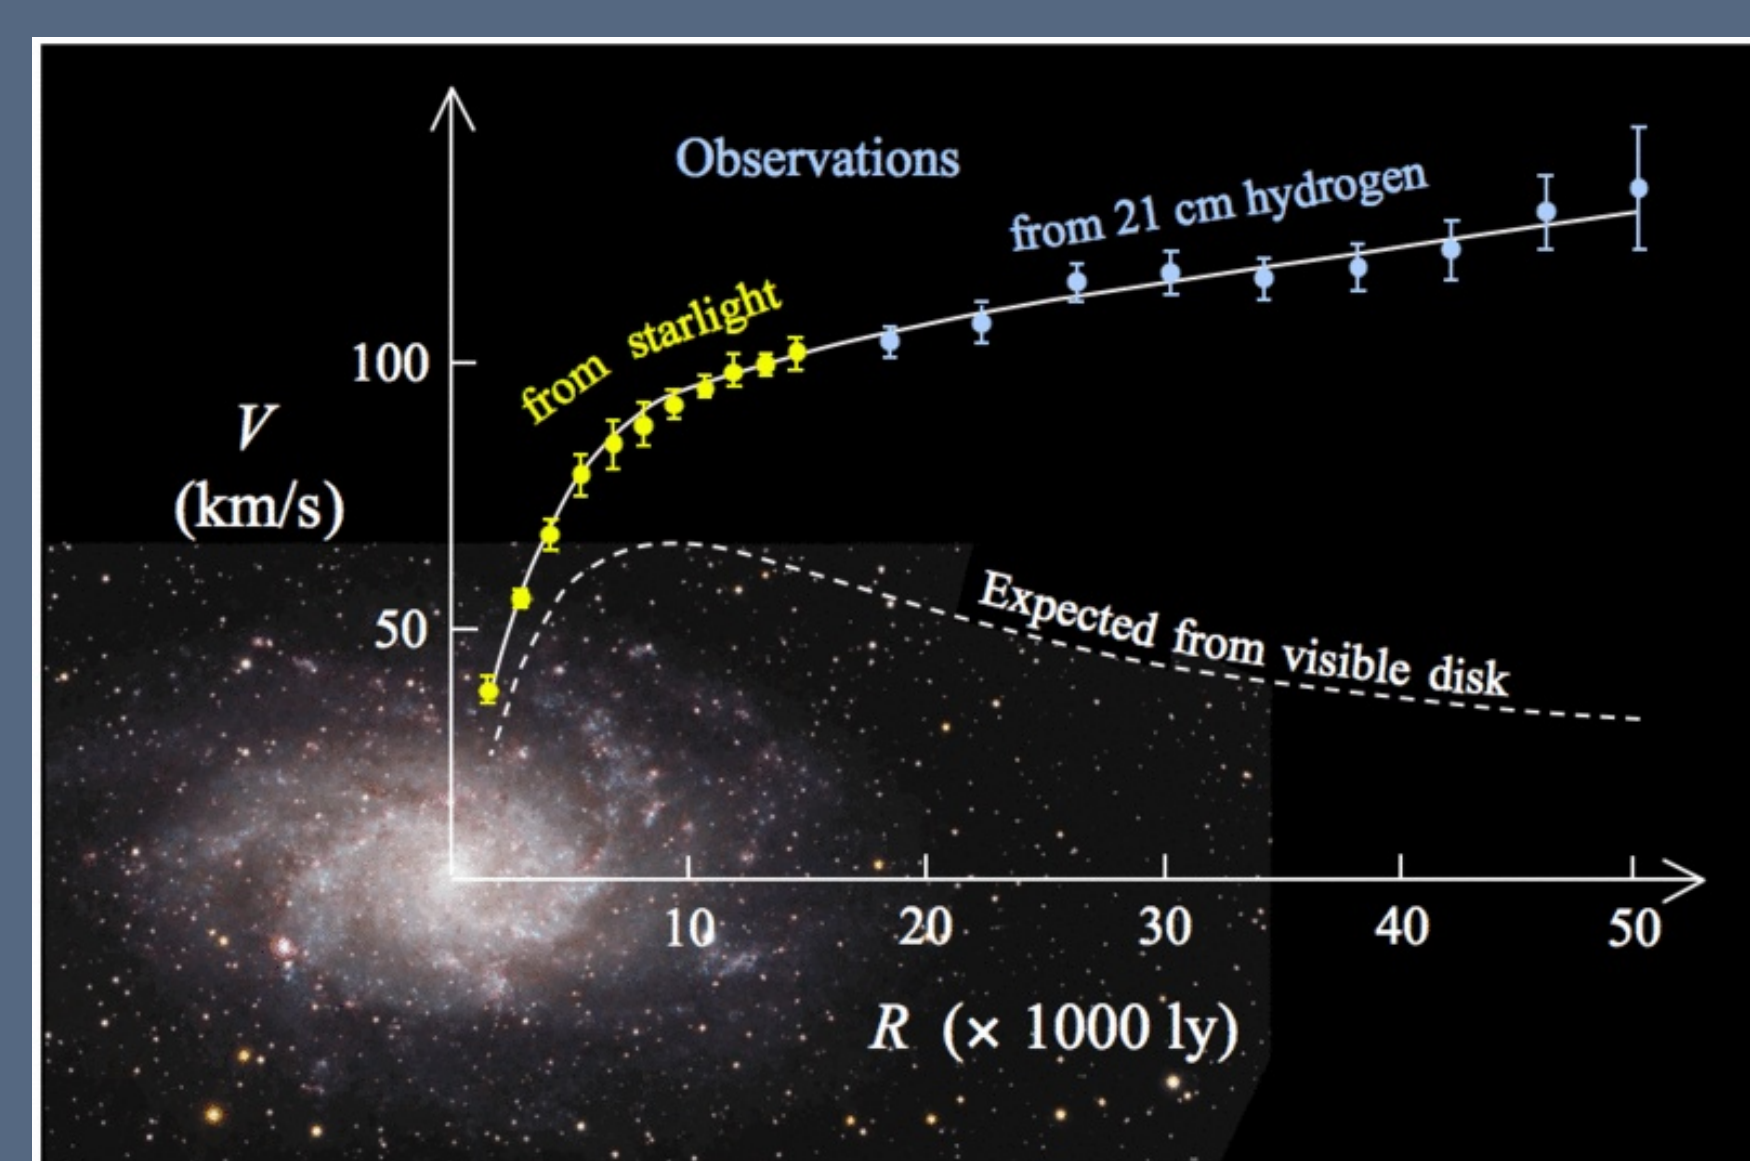 Observations
from 21 cm hydrogen
from starlight
100
V
(km/s)
50
Expected from visible disk
10
20
30
40
50
R (× 1000 ly)